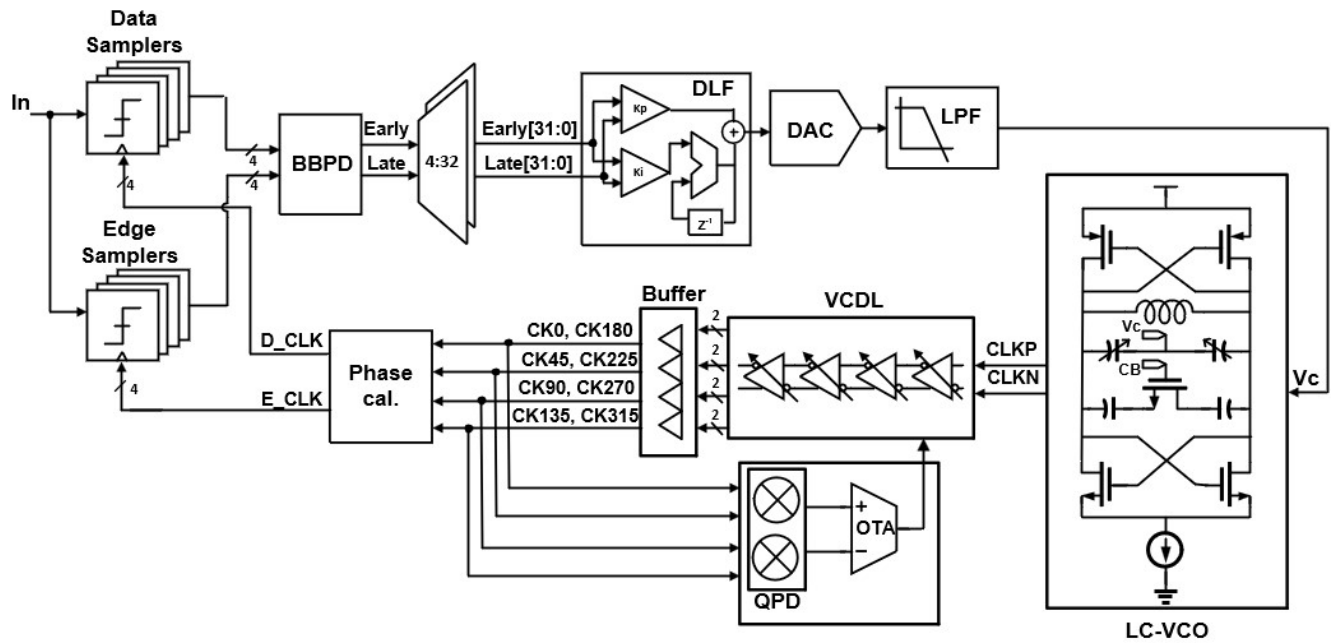 Data
Samplers
In
4
4
4
BBPD
Early
Late
4:32
Early[31:0]
Late[31:0]
DLF
Kp
Ki
Z⁻¹
+
DAC
LPF
Edge
Samplers
4
D_CLK
E_CLK
Phase
cal.
CK0, CK180
CK45, CK225
CK90, CK270
CK135, CK315
Buffer
2
2
2
2
VCDL
CLKP
CLKN
Vc
CB
Vc
QPD
+
OTA
−
LC-VCO